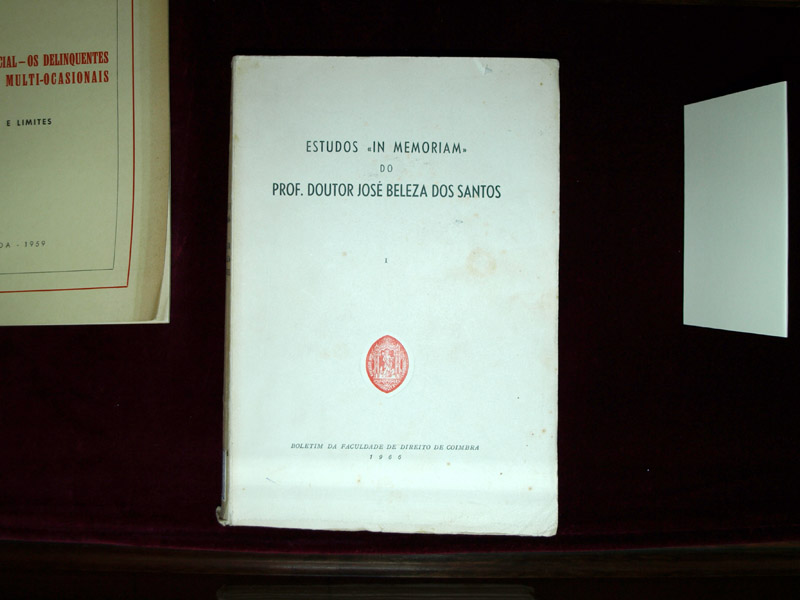 CIAL – OS DELINQUENTES
MULTI-OCASIONAIS
E LIMITES
OA - 1959
ESTUDOS «IN MEMORIAM»
DO
PROF. DOUTOR JOSÉ BELEZA DOS SANTOS
I
BOLETIM DA FACULDADE DE DIREITO DE COIMBRA
1966